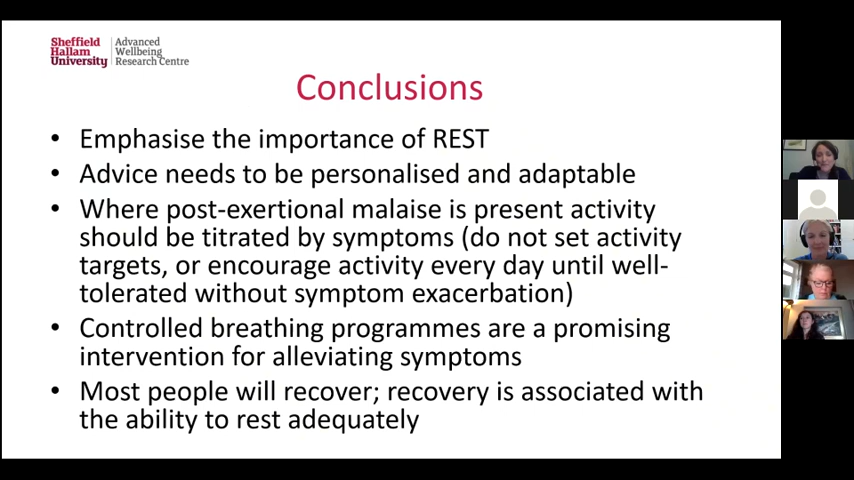 Sheffield
Hallam
University
Advanced
Wellbeing
Research Centre
Conclusions
• Emphasise the importance of REST
• Advice needs to be personalised and adaptable
• Where post-exertional malaise is present activity
should be titrated by symptoms (do not set activity
targets, or encourage activity every day until well-
tolerated without symptom exacerbation)
• Controlled breathing programmes are a promising
intervention for alleviating symptoms
• Most people will recover; recovery is associated with
the ability to rest adequately